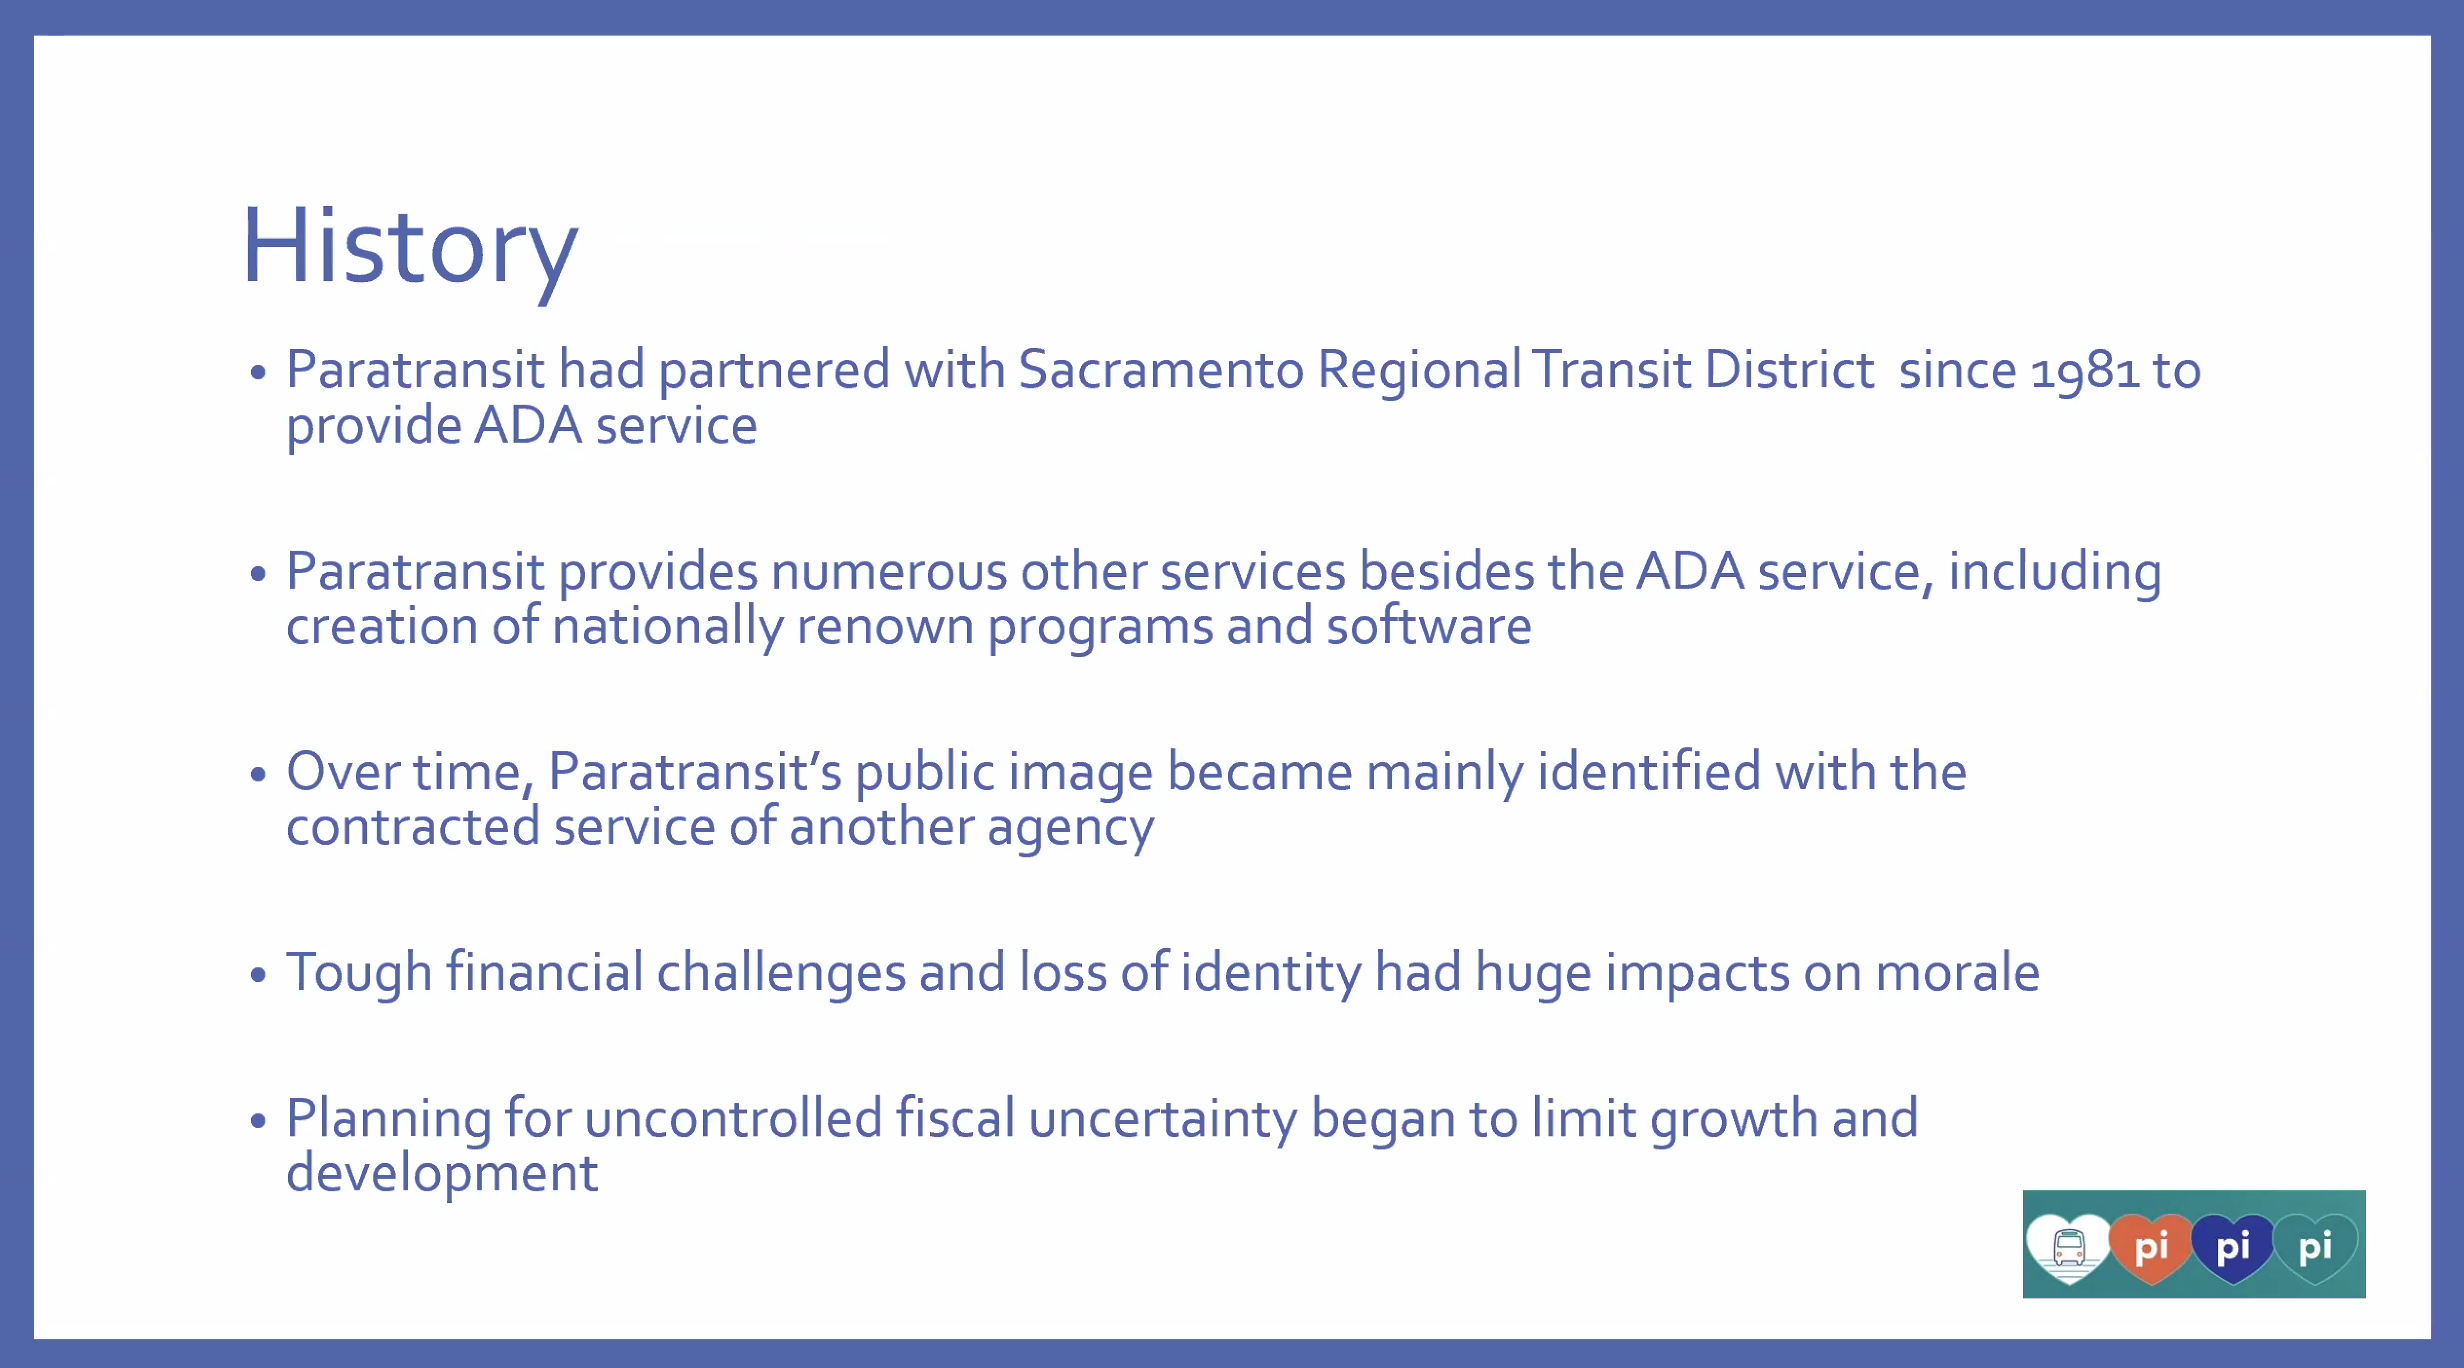 History
• Paratransit had partnered with Sacramento Regional Transit District  since 1981 to
provide ADA service
• Paratransit provides numerous other services besides the ADA service, including
creation of nationally renown programs and software
• Over time, Paratransit’s public image became mainly identified with the
contracted service of another agency
• Tough financial challenges and loss of identity had huge impacts on morale
• Planning for uncontrolled fiscal uncertainty began to limit growth and
development
pi pi pi